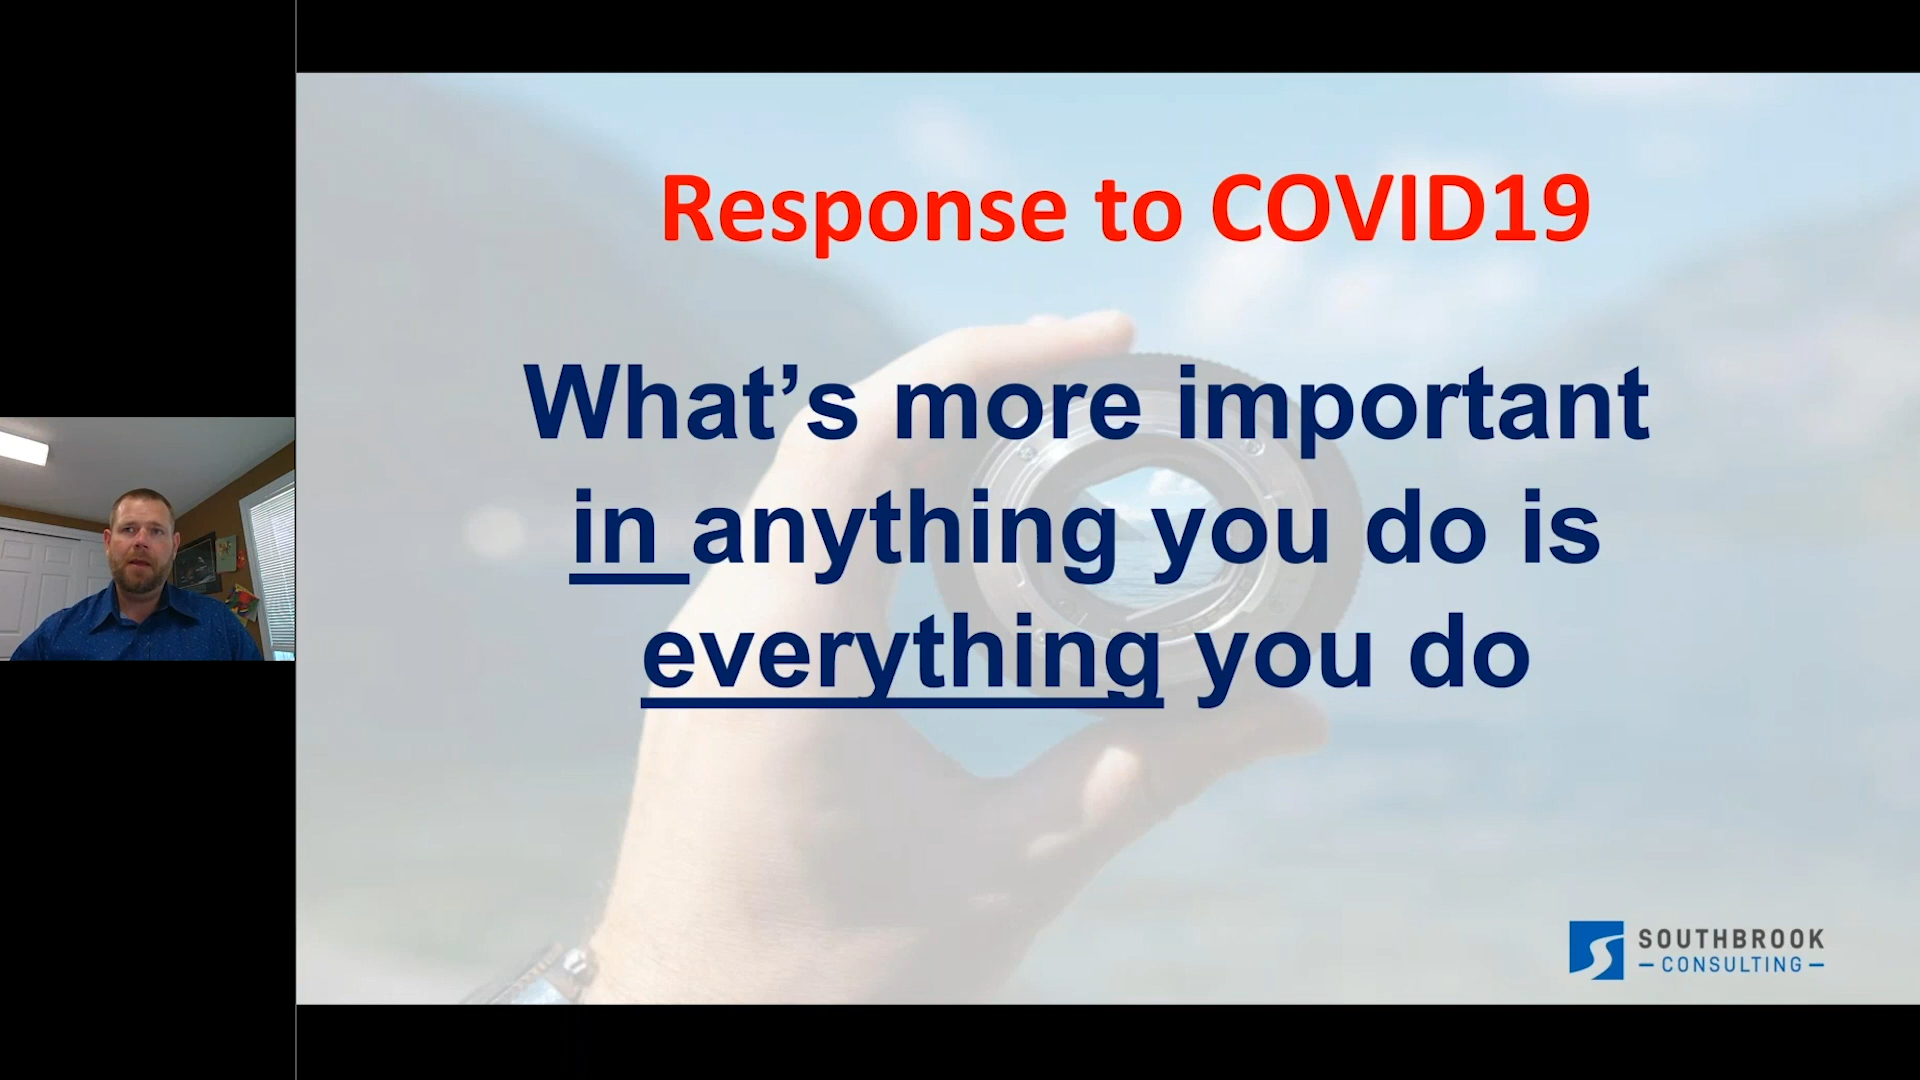 Response to COVID19
What’s more important
in anything you do is
everything you do
SOUTHBROOK
CONSULTING